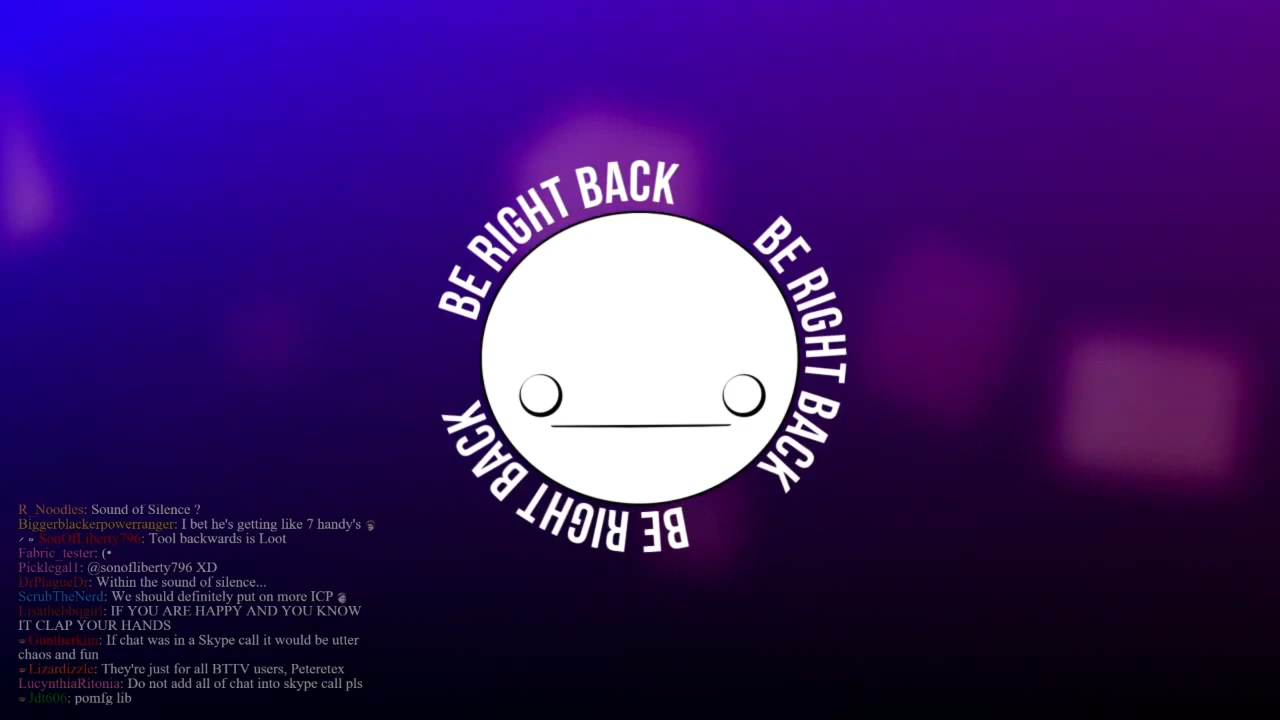 BE RIGHT BACK
BE RIGHT BACK
BE RIGHT BACK
BE RIGHT BACK
R_Noodles: Sound of Silence ?
Biggerblackerpowerranger: I bet he's getting like 7 handy's
SonOfLiberty796: Tool backwards is Loot
Fabric_tester: (•
Picklegal1: @sonofliberty796 XD
DrPlagueDr: Within the sound of silence...
ScrubTheNerd: We should definitely put on more ICP
Lisathebbqgirl: IF YOU ARE HAPPY AND YOU KNOW
IT CLAP YOUR HANDS
Guntherkim: If chat was in a Skype call it would be utter
chaos and fun
Lizardizzle: They're just for all BTTV users, Peteretex
LucynthiaRitonia: Do not add all of chat into skype call pls
Jdt606: pomfg lib